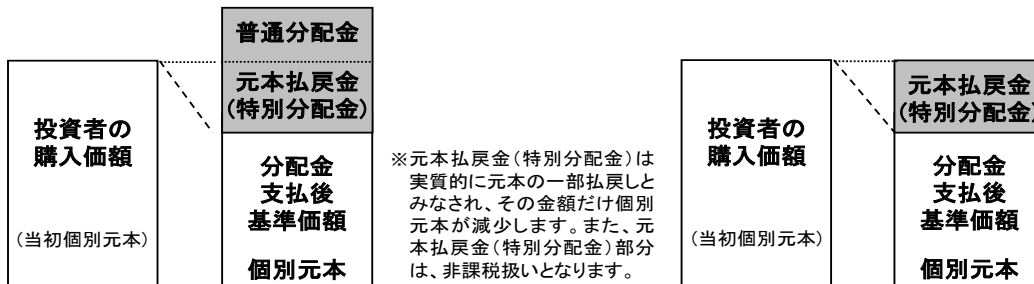 普通分配金
元本払戻金
(特別分配金)
投資者の
購入価額
(当初個別元本)
分配金
支払後
基準価額
個別元本
※元本払戻金(特別分配金)は
実質的に元本の一部払戻しと
みなされ、その金額だけ個別
元本が減少します。また、元
本払戻金(特別分配金)部分
は、非課税扱いとなります。
投資者の
購入価額
(当初個別元本)
元本払戻金
(特別分配金)
分配金
支払後
基準価額
個別元本